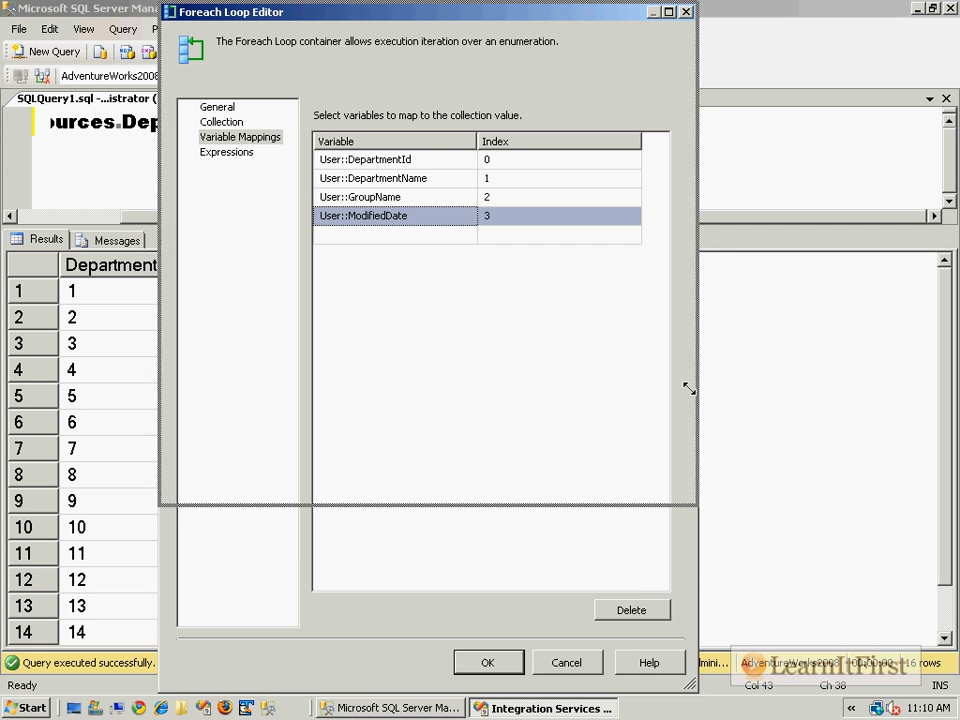 Microsoft SQL Server Mana
Foreach Loop Editor
File Edit View Query P
The Foreach Loop container allows execution iteration over an enumeration.
New Query
AdventureWorks2008
SQLQuery1.sql -...istrator (
ources.Dep
General
Collection
Variable Mappings
Expressions
Select variables to map to the collection value.
Variable Index
User::DepartmentId 0
User::DepartmentName 1
User::GroupName 2
User::ModifiedDate 3
Results Messages
Department
1 1
2 2
3 3
4 4
5 5
6 6
7 7
8 8
9 9
10 10
11 11
12 12
13 13
14 14
Delete
OK Cancel Help
Query executed successfully.
AdventureWorks2008 00:00:00 16 rows
LearnItFirst
Ready Col 43 Ch 38 INS
Start Microsoft SQL Server Ma... Integration Services ... « 11:10 AM